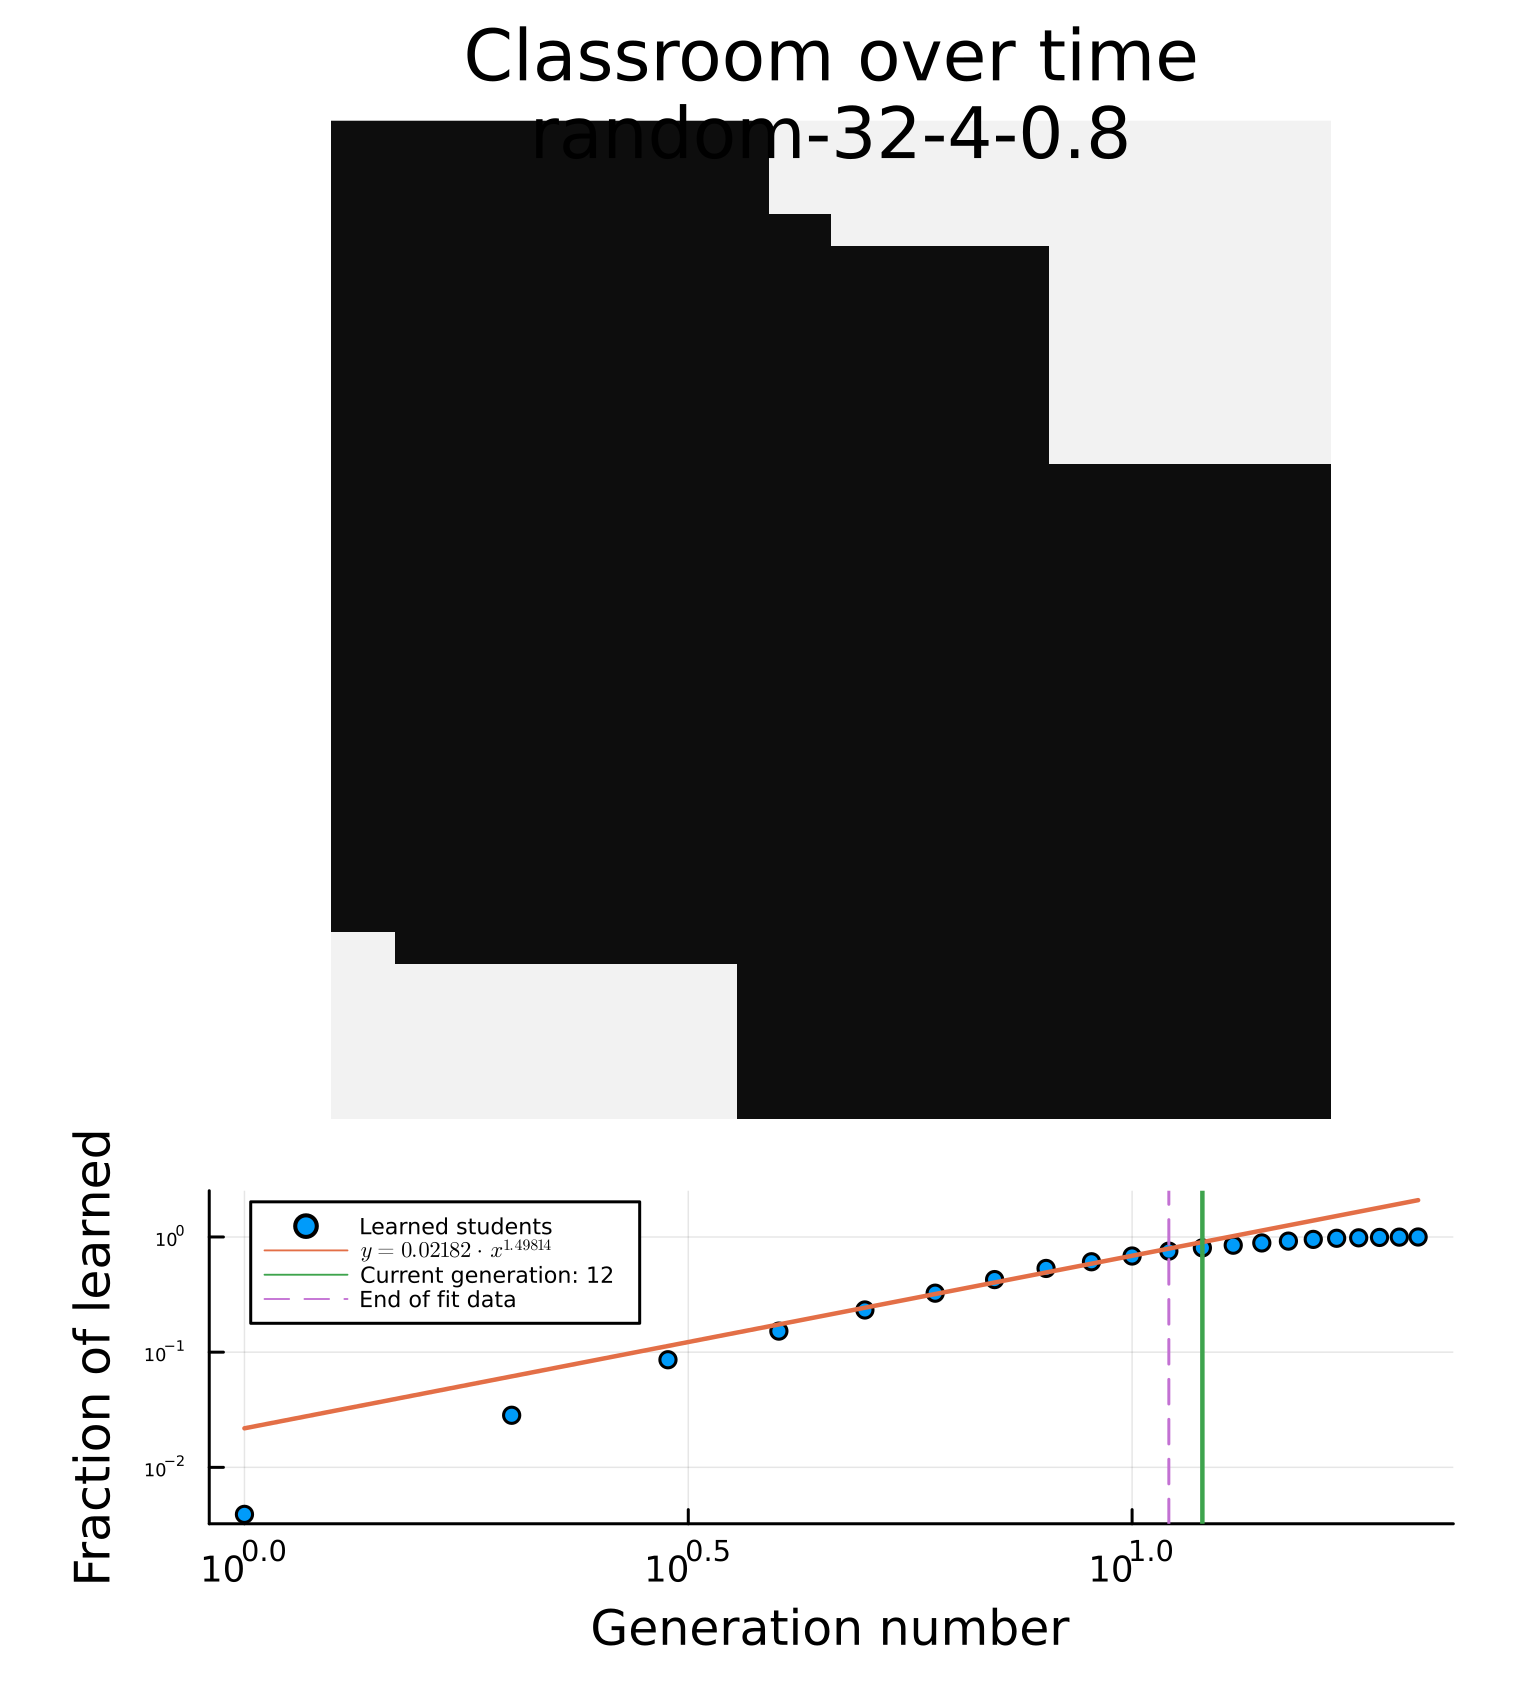 Classroom over time
random-32-4-0.8
Fraction of learned
10⁰
10⁻¹
10⁻²
Learned students
y = 0.02182 · x^1.49814
Current generation: 12
End of fit data
10^0.0
10^0.5
10^1.0
Generation number